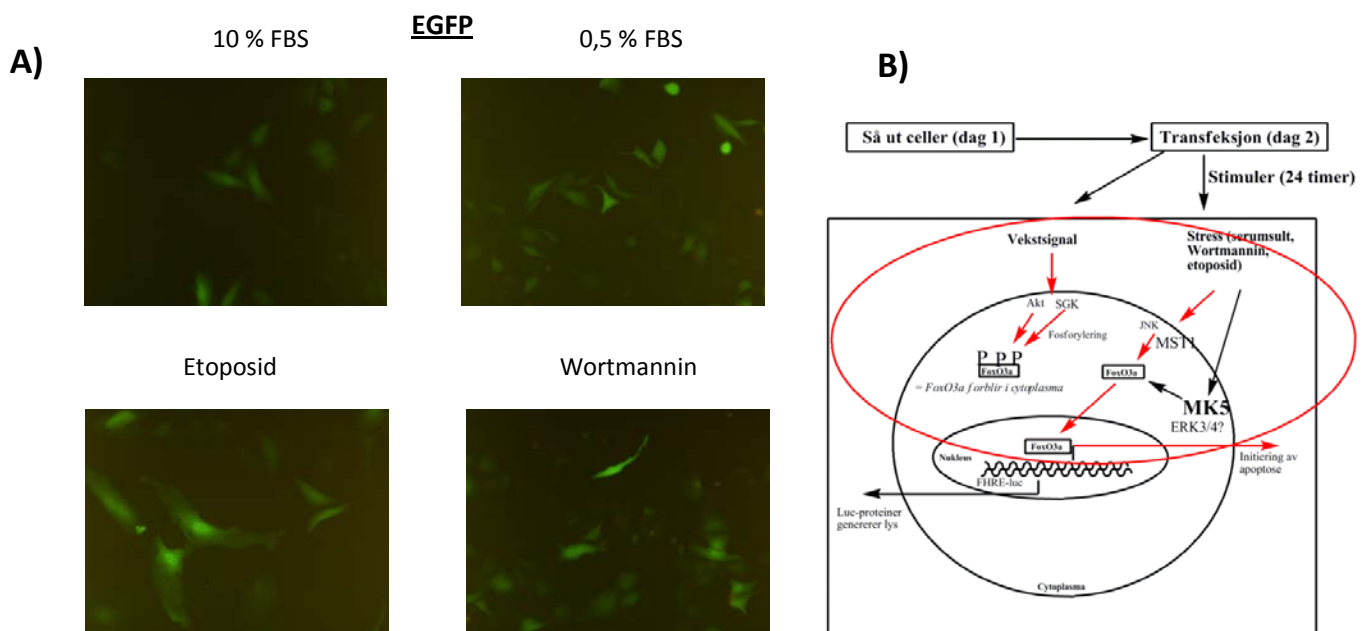 EGFP
A)
10 % FBS
0,5 % FBS
Etoposid
Wortmannin
B)
Så ut celler (dag 1)
Transfeksjon (dag 2)
Stimuler (24 timer)
Vekstsignal
Stress (serumsult,
Wortmannin,
etoposid)
Akt SGK
Fosforylering
P P P
FoxO3a
= FoxO3a forblir i cytoplasma
JNK
MST1
FoxO3a
MK5
ERK3/4?
FoxO3a
Nukleus
FHRE-luc
Initiering av
apoptose
Luc-proteiner
genererer lys
Cytoplasma